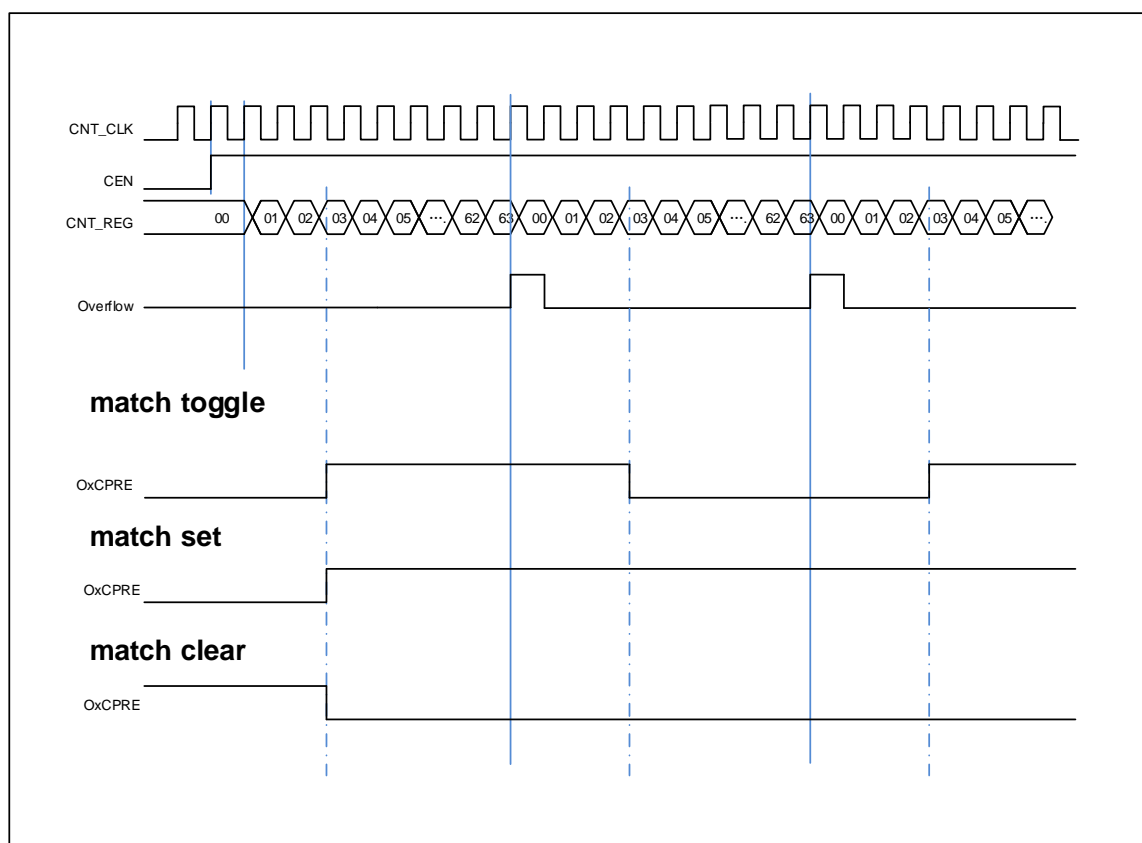 CNT_CLK
CEN
CNT_REG 00 01 02 03 04 05 …. 62 63 00 01 02 03 04 05 …. 62 63 00 01 02 03 04 05 ….
Overflow
match toggle
OxCPRE
match set
OxCPRE
match clear
OxCPRE